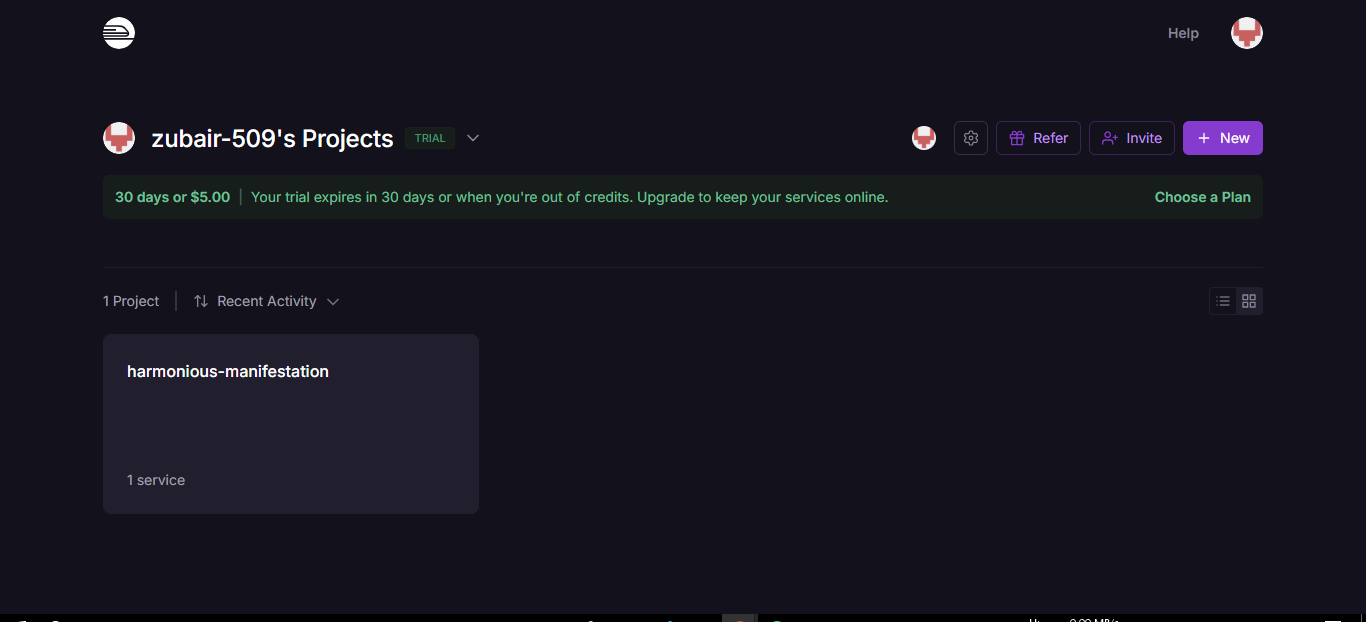 Help
zubair-509's Projects TRIAL
Refer Invite + New
30 days or $5.00 | Your trial expires in 30 days or when you're out of credits. Upgrade to keep your services online. Choose a Plan
1 Project | Recent Activity
harmonious-manifestation
1 service